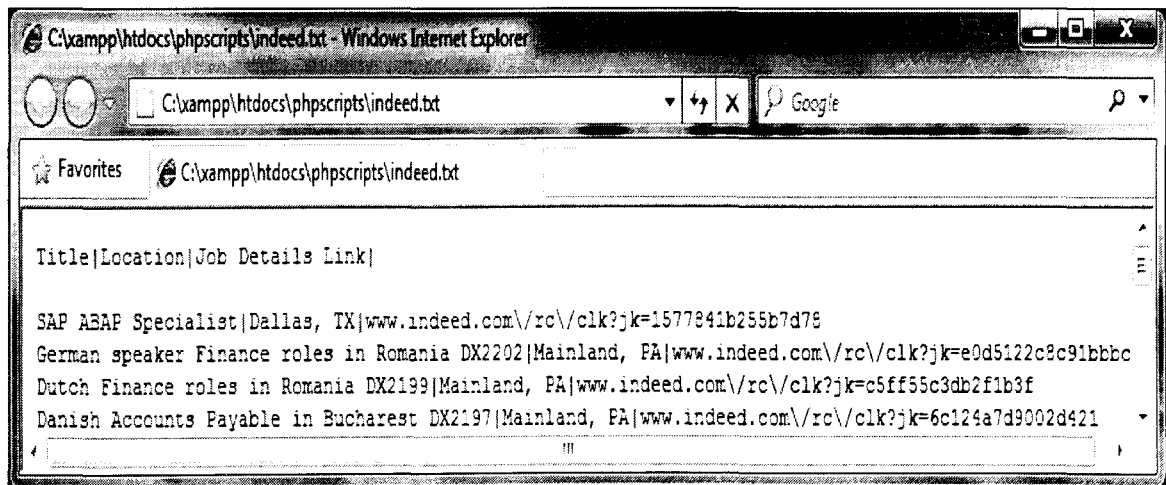 C:\xampp\htdocs\phpscripts\indeed.txt - Windows Internet Explorer
C:\xampp\htdocs\phpscripts\indeed.txt
Google
Favorites
C:\xampp\htdocs\phpscripts\indeed.txt
Title|Location|Job Details Link|
SAP ABAP Specialist|Dallas, TX|www.indeed.com\/rc\/clk?jk=1577841b255b7d78
German speaker Finance roles in Romania DX2202|Mainland, PA|www.indeed.com\/rc\/clk?jk=e0d5122c8c91bbbc
Dutch Finance roles in Romania DX2199|Mainland, PA|www.indeed.com\/rc\/clk?jk=c5ff55c3db2f1b3f
Danish Accounts Payable in Bucharest DX2197|Mainland, PA|www.indeed.com\/rc\/clk?jk=6c124a7d9002d421